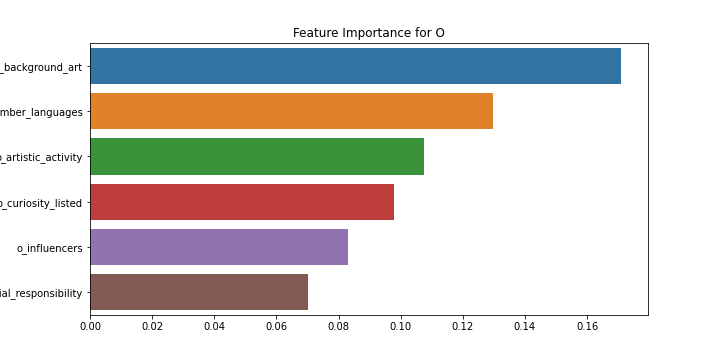 Feature Importance for O
_background_art
mber_languages
o_artistic_activity
o_curiosity_listed
o_influencers
ial_responsibility
0.00 0.02 0.04 0.06 0.08 0.10 0.12 0.14 0.16